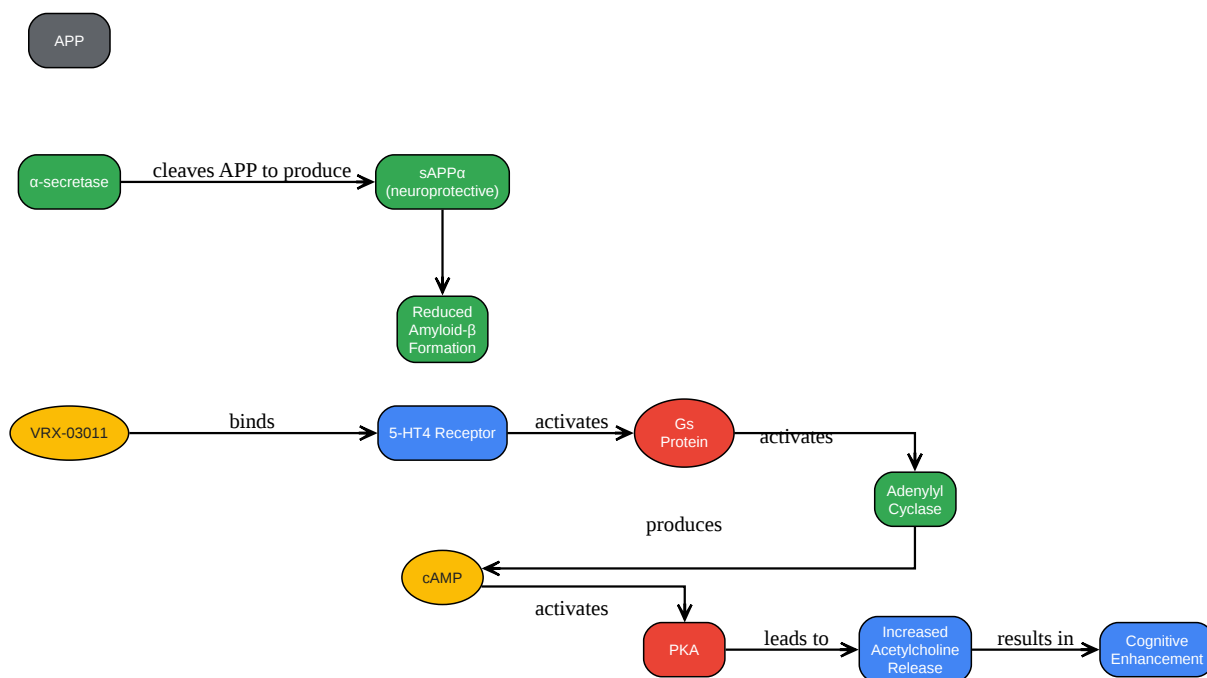 APP
α-secretase
cleaves APP to produce
sAPPα
(neuroprotective)
Reduced
Amyloid-β
Formation
VRX-03011
binds
5-HT4 Receptor
activates
Gs
Protein
activates
Adenylyl
Cyclase
produces
cAMP
activates
PKA
leads to
Increased
Acetylcholine
Release
results in
Cognitive
Enhancement